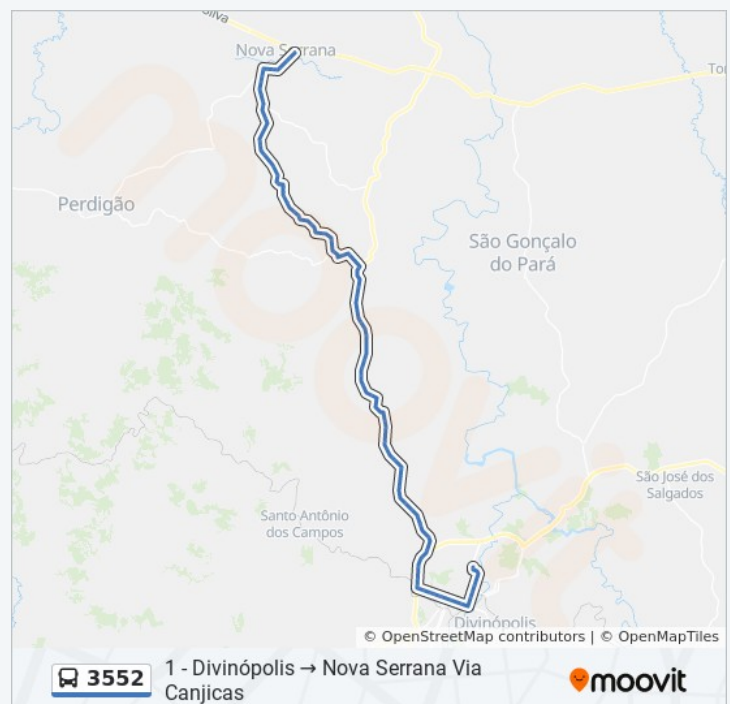 Silva
Nova Serrana
Tor
Perdigão
São Gonçalo
do Pará
São José dos
Salgados
Santo Antônio
dos Campos
Divinópolis
© OpenStreetMap contributors | © OpenMapTiles
3552
1 - Divinópolis → Nova Serrana Via
Canjicas
moovit